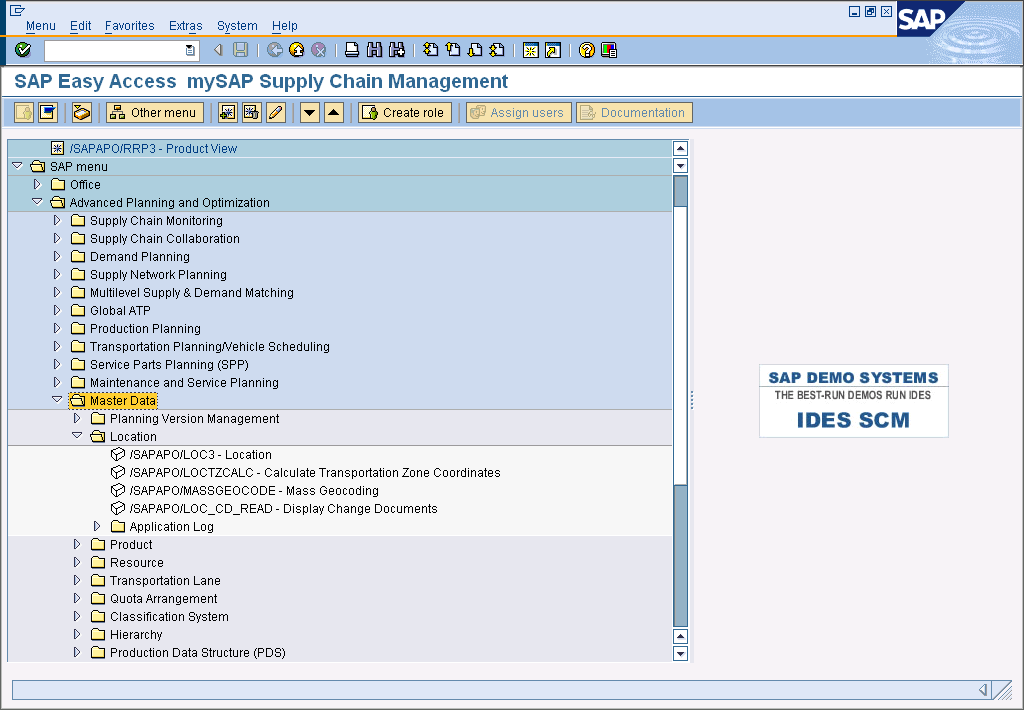 Menu Edit Favorites Extras System Help
SAP
SAP Easy Access mySAP Supply Chain Management
Other menu Create role Assign users Documentation
/SAPAPO/RRP3 - Product View
SAP menu
Office
Advanced Planning and Optimization
Supply Chain Monitoring
Supply Chain Collaboration
Demand Planning
Supply Network Planning
Multilevel Supply & Demand Matching
Global ATP
Production Planning
Transportation Planning/Vehicle Scheduling
Service Parts Planning (SPP)
Maintenance and Service Planning
Master Data
Planning Version Management
Location
/SAPAPO/LOC3 - Location
/SAPAPO/LOCTZCALC - Calculate Transportation Zone Coordinates
/SAPAPO/MASSGEOCODE - Mass Geocoding
/SAPAPO/LOC_CD_READ - Display Change Documents
Application Log
Product
Resource
Transportation Lane
Quota Arrangement
Classification System
Hierarchy
Production Data Structure (PDS)
SAP DEMO SYSTEMS
THE BEST-RUN DEMOS RUN IDES
IDES SCM